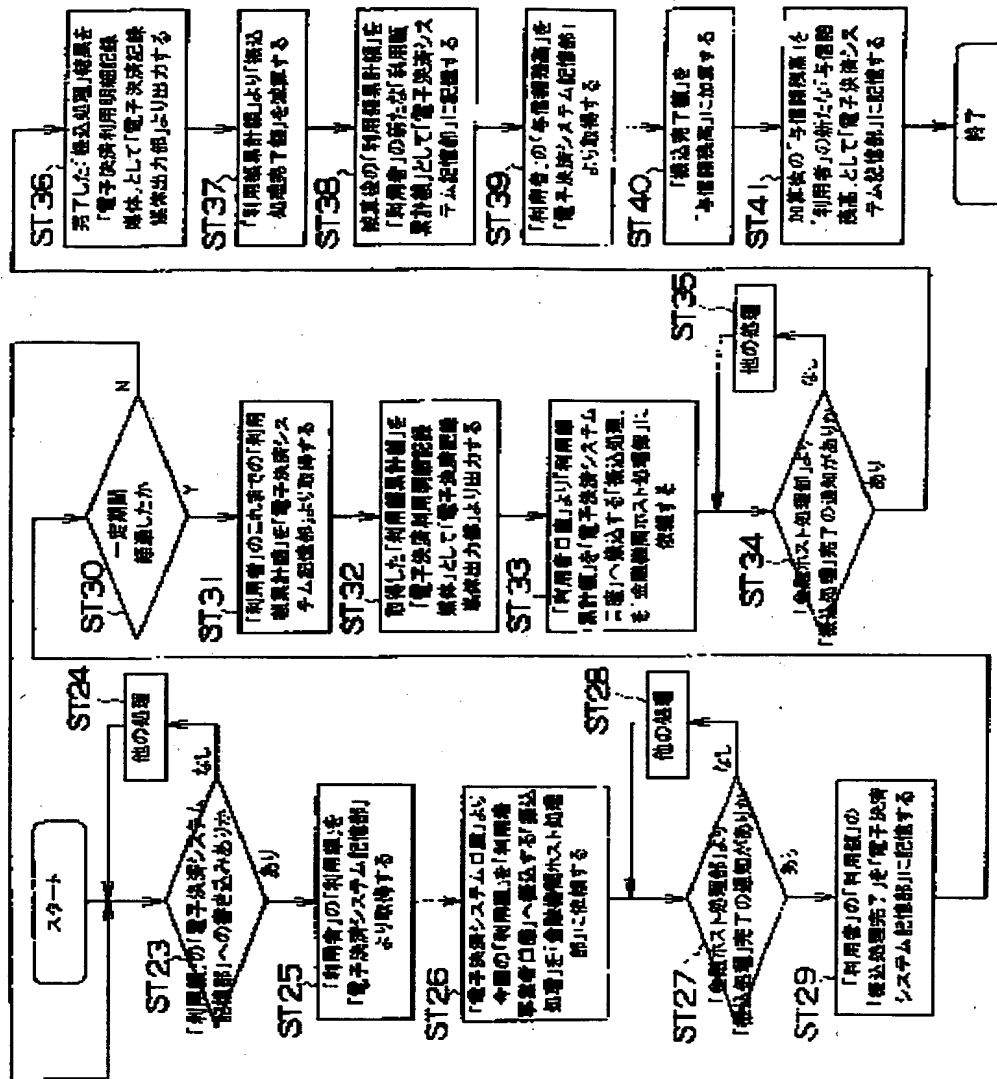 スタート
ST23
「利用額」の「電子決済システム
記憶部」への書き込みありか
なし
ST24
他の処理
あり
ST25
「利用者」の「利用額」を
「電子決済システム記憶部」
より取得する
ST26
「電子決済システム口座」より
今回の「利用額」を「利用者
事業者口座」へ振込する「振込
処理」を「金融機関ホスト処理
部」に依頼する
ST27
「金融ホスト処理部」より
「振込処理」完了の通知がありか
なし
ST28
他の処理
あり
ST29
「利用者」の「利用額」の
「振込処理完了」を「電子決済
システム記憶部」に記憶する
ST30
一定期間
経過したか
N
Y
ST31
「利用者」のこれまでの「利用
額累計額」を「電子決済シス
テム記憶部」より取得する
ST32
取得した「利用額累計額」を
「電子決済利用明細記録
媒体」として「電子決済記録
媒体出力部」より出力する
ST33
「利用者口座」より「利用額
累計額」を「電子決済システム
口座」へ振込する「振込処理」
を「金融機関ホスト処理部」に
依頼する
ST34
「金融ホスト処理部」より
「振込処理」完了の通知がありか
なし
ST35
他の処理
あり
ST36
完了した「振込処理」結果を
「電子決済利用明細記録
媒体」として「電子決済記録
媒体出力部」より出力する
ST37
「利用額累計額」より「振込
処理完了額」を減算する
ST38
減算後の「利用額累計額」を
「利用者」の新たな「利用額
累計額」として「電子決済シス
テム記憶部」に記憶する
ST39
「利用者」の「与信額残高」を
「電子決済システム記憶部」
より取得する
ST40
「振込完了額」を
「与信額残高」に加算する
ST41
加算後の「与信額残高」を
「利用者」の新たな「与信額
残高」として「電子決済シス
テム記憶部」に記憶する
終了